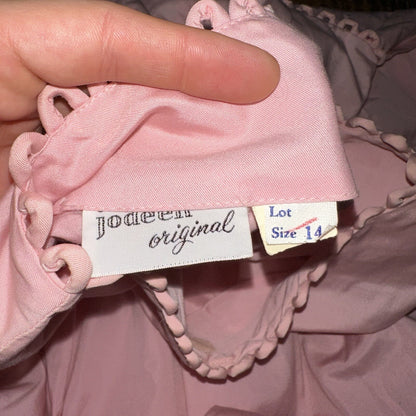 jodeen
original
Lot
Size 14